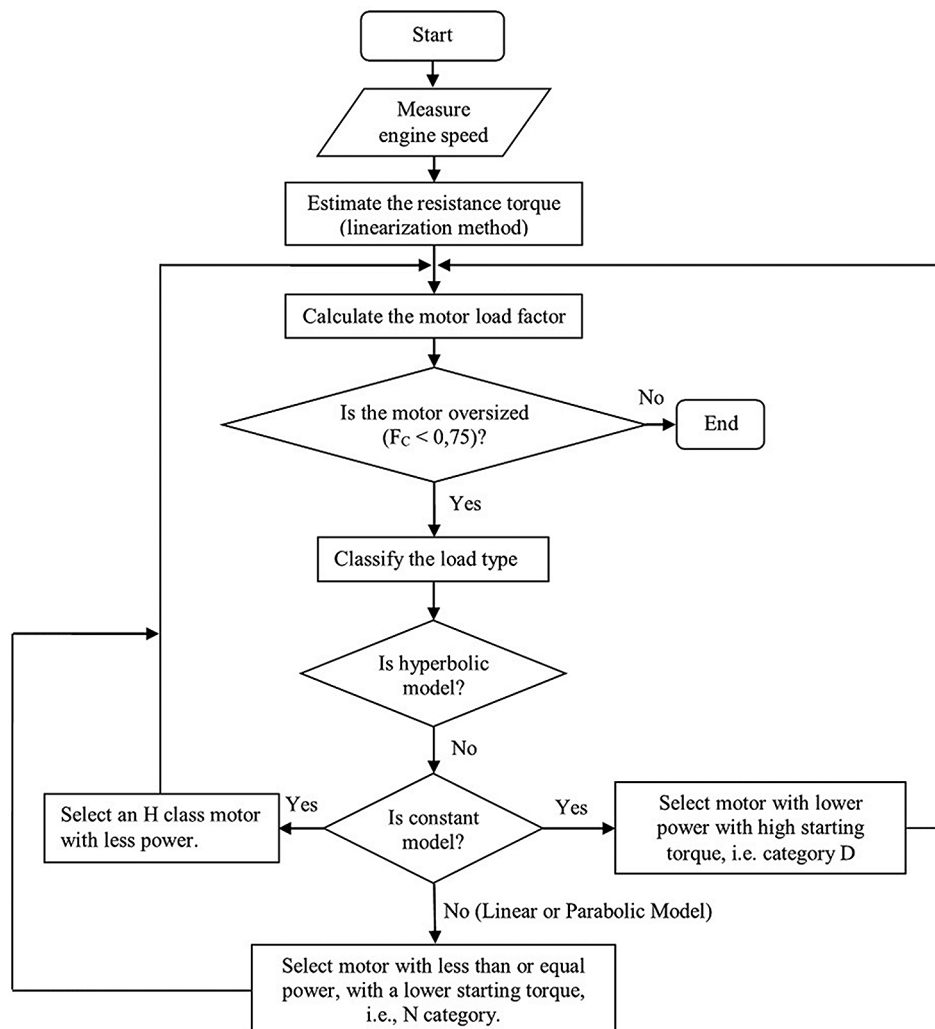 Start
Measure
engine speed
Estimate the resistance torque
(linearization method)
Calculate the motor load factor
Is the motor oversized
(FC < 0,75)?
No
End
Yes
Classify the load type
Is hyperbolic
model?
No
Select an H class motor
with less power.
Yes
Is constant
model?
Yes
Select motor with lower
power with high starting
torque, i.e. category D
No (Linear or Parabolic Model)
Select motor with less than or equal
power, with a lower starting torque,
i.e., N category.